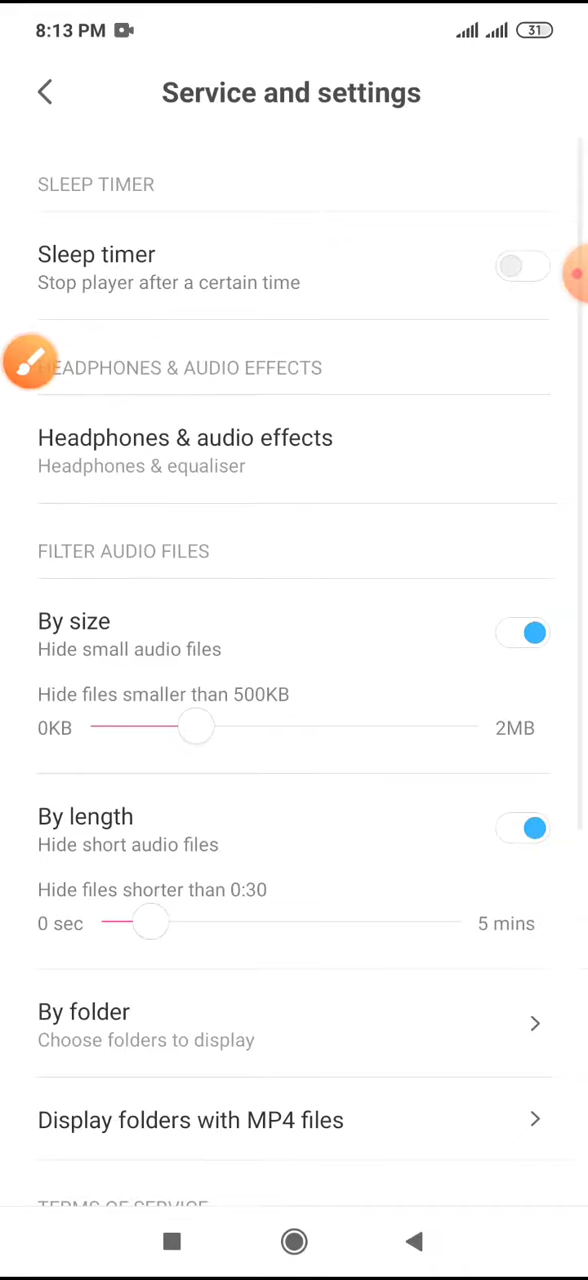 8:13 PM 31
Service and settings
SLEEP TIMER
Sleep timer
Stop player after a certain time
HEADPHONES & AUDIO EFFECTS
Headphones & audio effects
Headphones & equaliser
FILTER AUDIO FILES
By size
Hide small audio files
Hide files smaller than 500KB
0KB 2MB
By length
Hide short audio files
Hide files shorter than 0:30
0 sec 5 mins
By folder
Choose folders to display
Display folders with MP4 files
TERMS OF SERVICE